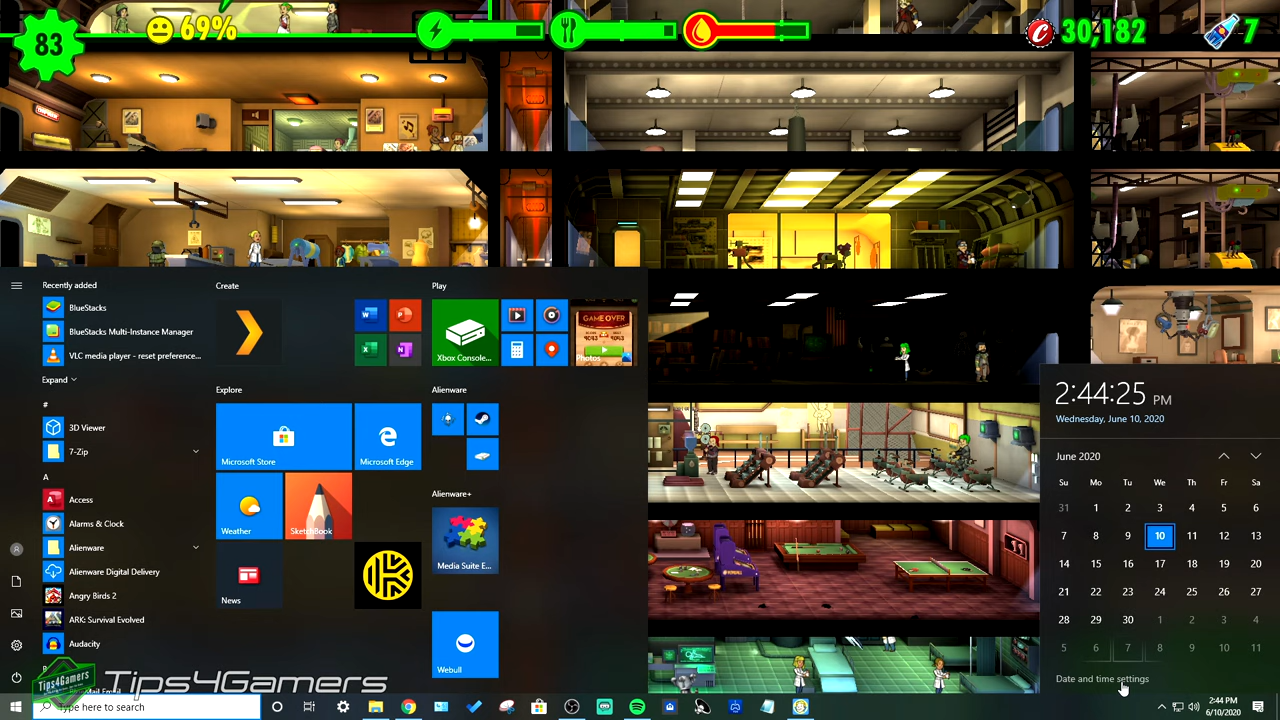 83
69%
30,182
7
Recently added
BlueStacks
BlueStacks Multi-Instance Manager
VLC media player - reset preference...
Expand
#
3D Viewer
7-Zip
A
Access
Alarms & Clock
Alienware
Alienware Digital Delivery
Angry Birds 2
ARK: Survival Evolved
Audacity
Create
Explore
Microsoft Store
Microsoft Edge
Weather
SketchBook
News
Play
Xbox Console...
GAME OVER
Photos
Alienware
Alienware+
Media Suite E...
Webull
2:44:25 PM
Wednesday, June 10, 2020
June 2020
Su Mo Tu We Th Fr Sa
31 1 2 3 4 5 6
7 8 9 10 11 12 13
14 15 16 17 18 19 20
21 22 23 24 25 26 27
28 29 30 1 2 3 4
5 6 7 8 9 10 11
Date and time settings
Tips4Gamers
Tips4Gamers
Type here to search
2:44 PM
6/10/2020